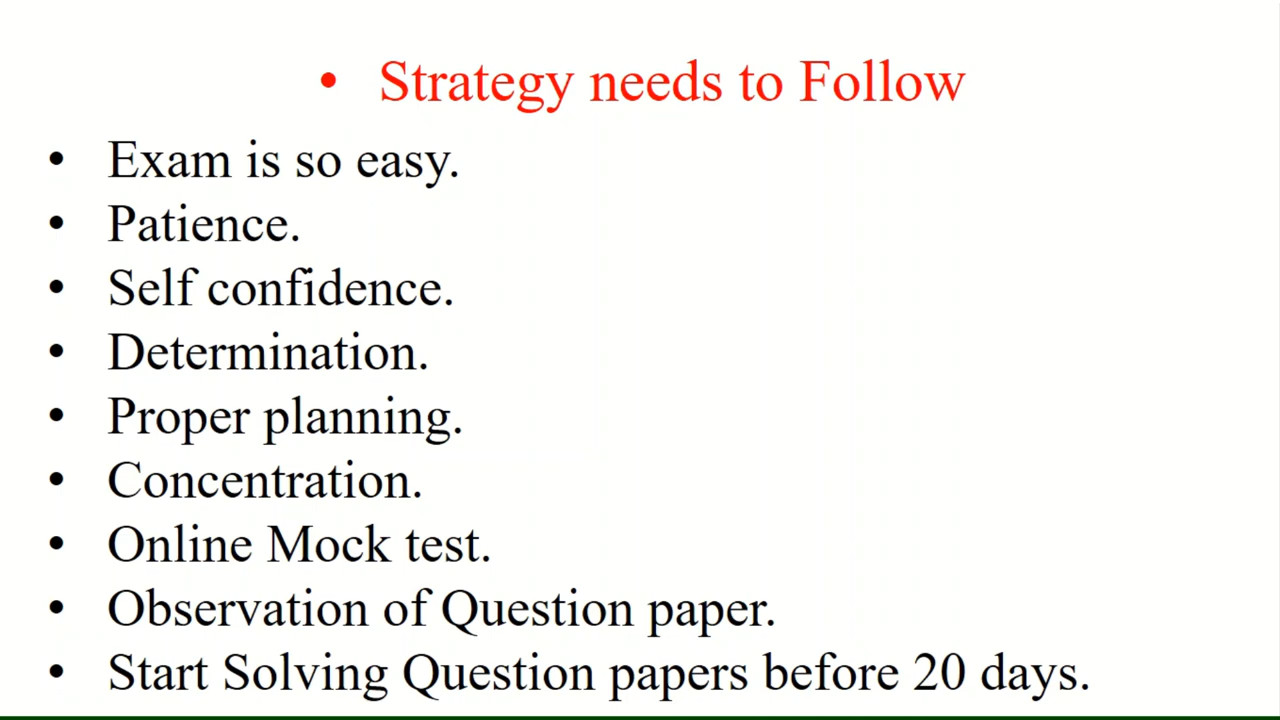 • Strategy needs to Follow
• Exam is so easy.
• Patience.
• Self confidence.
• Determination.
• Proper planning.
• Concentration.
• Online Mock test.
• Observation of Question paper.
• Start Solving Question papers before 20 days.